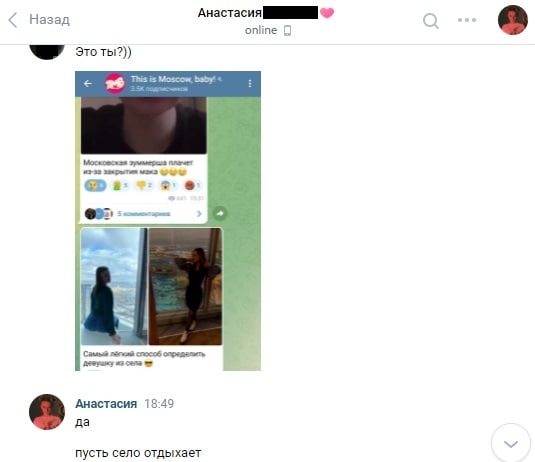 Назад
Анастасия
online
Это ты?))
This is Moscow, baby!
3.5K подписчиков
Московская зуммерша плачет
из-за закрытия мака
5 комментариев
Самый лёгкий способ определить
девушку из села
Анастасия 18:49
да
пусть село отдыхает